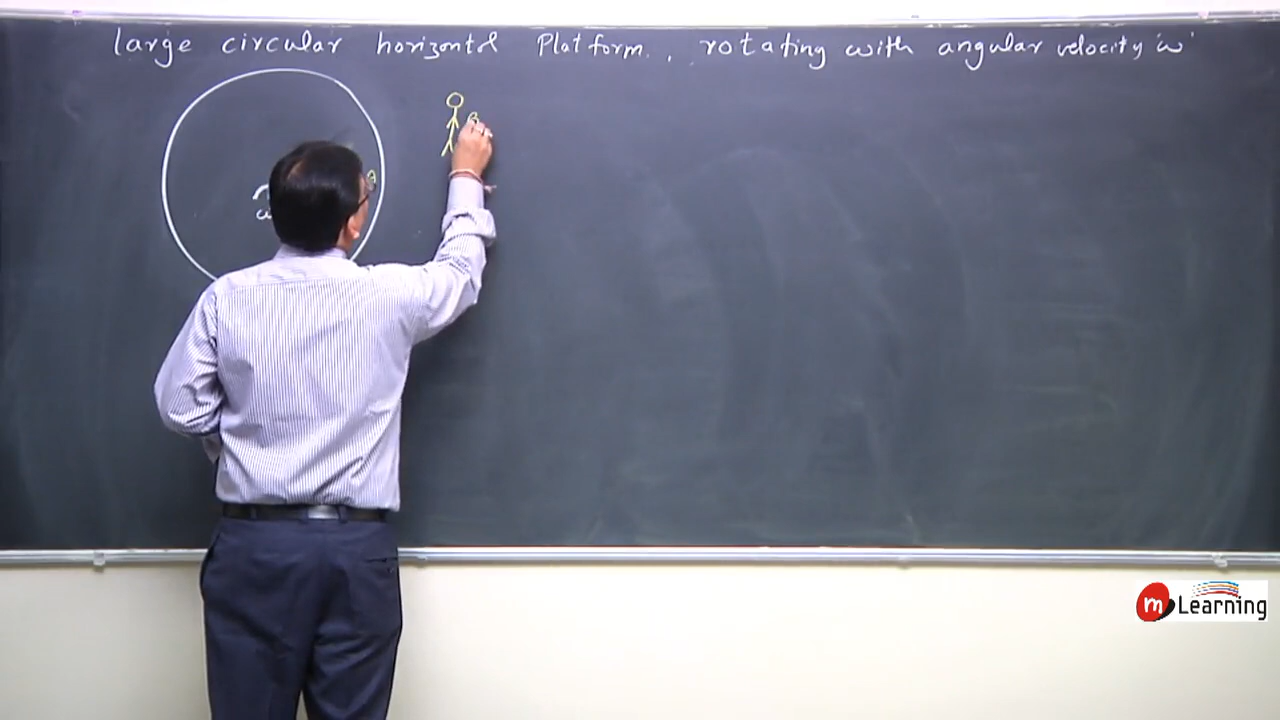 large circular horizontal Platform., rotating with angular velocity 'ω'
A
B
ω
m Learning